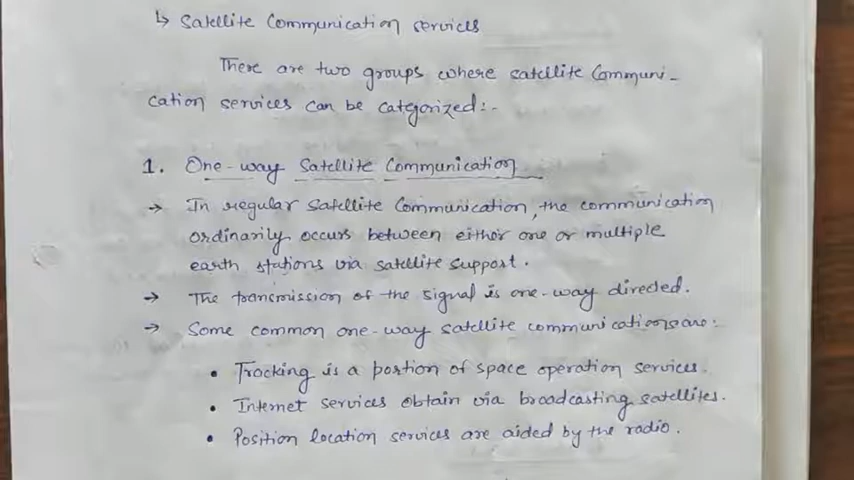 ↳ Satellite Communication services
There are two groups where satellite Communi-
cation services can be categorized:-
1. One-way Satellite Communication
→ In regular Satellite Communication, the communication
ordinarily occurs between either one or multiple
earth stations via satellite support.
→ The transmission of the signal is one-way directed.
→ Some common one-way satellite communications are:
• Trocking is a portion of space operation services.
• Internet services obtain via broadcasting satellites.
• Position location services are aided by the radio.